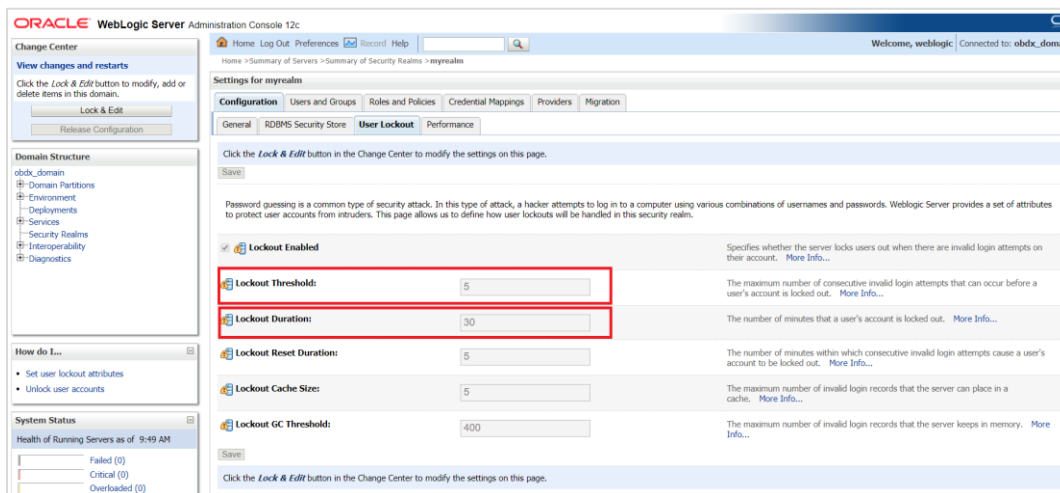 ORACLE WebLogic Server Administration Console 12c
Change Center
View changes and restarts
Click the Lock & Edit button to modify, add or
delete items in this domain.
Lock & Edit
Release Configuration
Domain Structure
obdx_domain
Domain Partitions
Environment
Deployments
Services
Security Realms
Interoperability
Diagnostics
How do I...
Set user lockout attributes
Unlock user accounts
System Status
Health of Running Servers as of 9:49 AM
Failed (0)
Critical (0)
Overloaded (0)
Home Log Out Preferences Record Help
Welcome, weblogic Connected to: obdx_dom
Home >Summary of Servers >Summary of Security Realms >myrealm
Settings for myrealm
Configuration Users and Groups Roles and Policies Credential Mappings Providers Migration
General RDBMS Security Store User Lockout Performance
Click the Lock & Edit button in the Change Center to modify the settings on this page.
Save
Password guessing is a common type of security attack. In this type of attack, a hacker attempts to log in to a computer using various combinations of usernames and passwords. Weblogic Server provides a set of attributes
to protect user accounts from intruders. This page allows us to define how user lockouts will be handled in this security realm.
Lockout Enabled
Specifies whether the server locks users out when there are invalid login attempts on
their account. More Info...
Lockout Threshold: 5
The maximum number of consecutive invalid login attempts that can occur before a
user's account is locked out. More Info...
Lockout Duration: 30
The number of minutes that a user's account is locked out. More Info...
Lockout Reset Duration: 5
The number of minutes within which consecutive invalid login attempts cause a user's
account to be locked out. More Info...
Lockout Cache Size: 5
The maximum number of invalid login records that the server can place in a
cache. More Info...
Lockout GC Threshold: 400
The maximum number of invalid login records that the server keeps in memory. More
Info...
Save
Click the Lock & Edit button in the Change Center to modify the settings on this page.